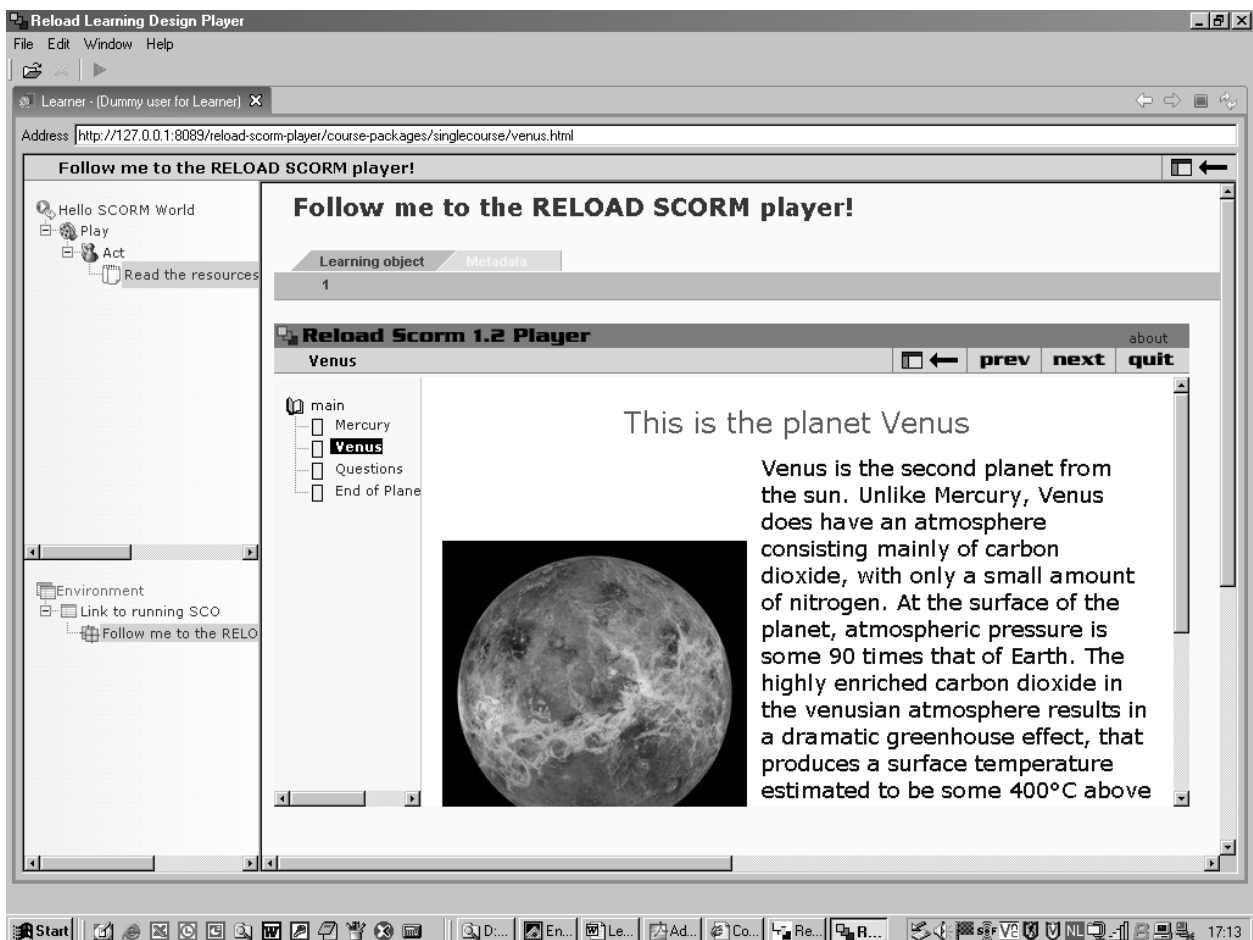 Reload Learning Design Player
File Edit Window Help
Learner - (Dummy user for Learner)
Address http://127.0.0.1:8089/reload-scorm-player/course-packages/singlecourse/venus.html
Follow me to the RELOAD SCORM player!
Hello SCORM World
Play
Act
Read the resources
Environment
Link to running SCO
Follow me to the RELO
Follow me to the RELOAD SCORM player!
Learning object Metadata
1
Reload Scorm 1.2 Player about
Venus prev next quit
main
Mercury
Venus
Questions
End of Plane
This is the planet Venus
Venus is the second planet from
the sun. Unlike Mercury, Venus
does have an atmosphere
consisting mainly of carbon
dioxide, with only a small amount
of nitrogen. At the surface of the
planet, atmospheric pressure is
some 90 times that of Earth. The
highly enriched carbon dioxide in
the venusian atmosphere results in
a dramatic greenhouse effect, that
produces a surface temperature
estimated to be some 400°C above
Start D:... En... Le... Ad... Co... Re... R... NL 17:13